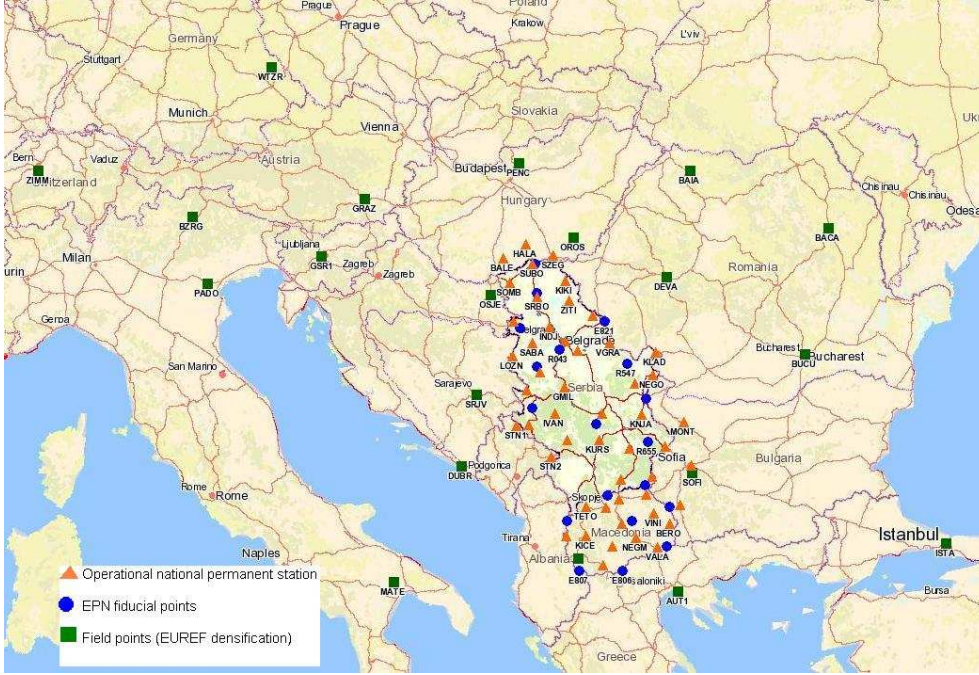 Prague
Prague
Poland
Krakow
L'viv
Germany
Stuttgart
WTZR
Slovakia
Munich
Vienna
Bern
Vaduz
ZIMM
Switzerland
Austria
Budapest
PENC
BAIA
Chisinau
Chisinau
GRAZ
Hungary
BZRG
Odesa
BACA
Ljubljana
GSR1
Zagreb
Zagreb
HALA
OROS
BALE
SUBO
SZEG
Milan
Romania
PADO
SOMB
KIKI
DEVA
OSJE
SRBO
ZITI
Belgrade
E821
INDJ
Belgrade
SABA
VGRA
Bucharest
Bucharest
BUCU
LOZN
R043
R547
KLAD
San Marino
Sarajevo
SRJV
GMIL
Serbia
NEGO
IVAN
KNJA
MONT
STN1
KURS
R655
Sofia
Bulgaria
STN2
Podgorica
DUBR
SOFI
Rome
Rome
Skopje
TETO
VINI
Macedonia
BERO
Tirana
KICE
NEGM
VALA
Albania
Istanbul
ISTA
Naples
MATE
E807
E806
AUT1
Bursa
Greece
Operational national permanent station
EPN fiducial points
Field points (EUREF densification)